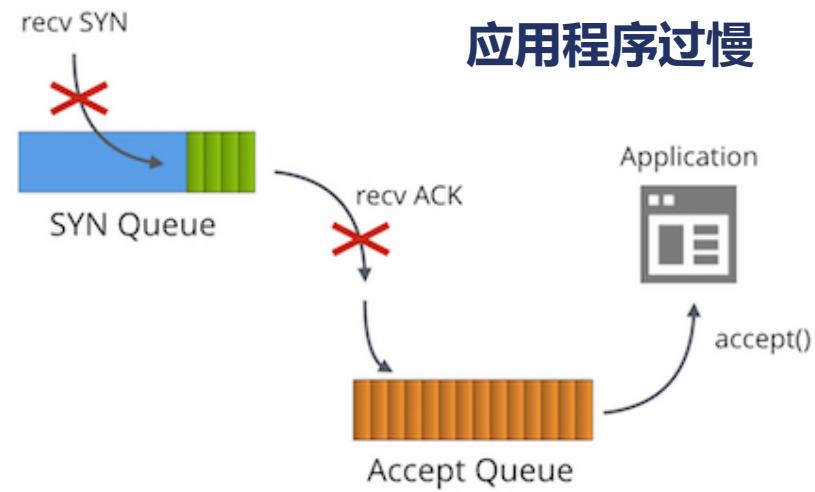 recv SYN
应用程序过慢
Application
recv ACK
SYN Queue
accept()
Accept Queue